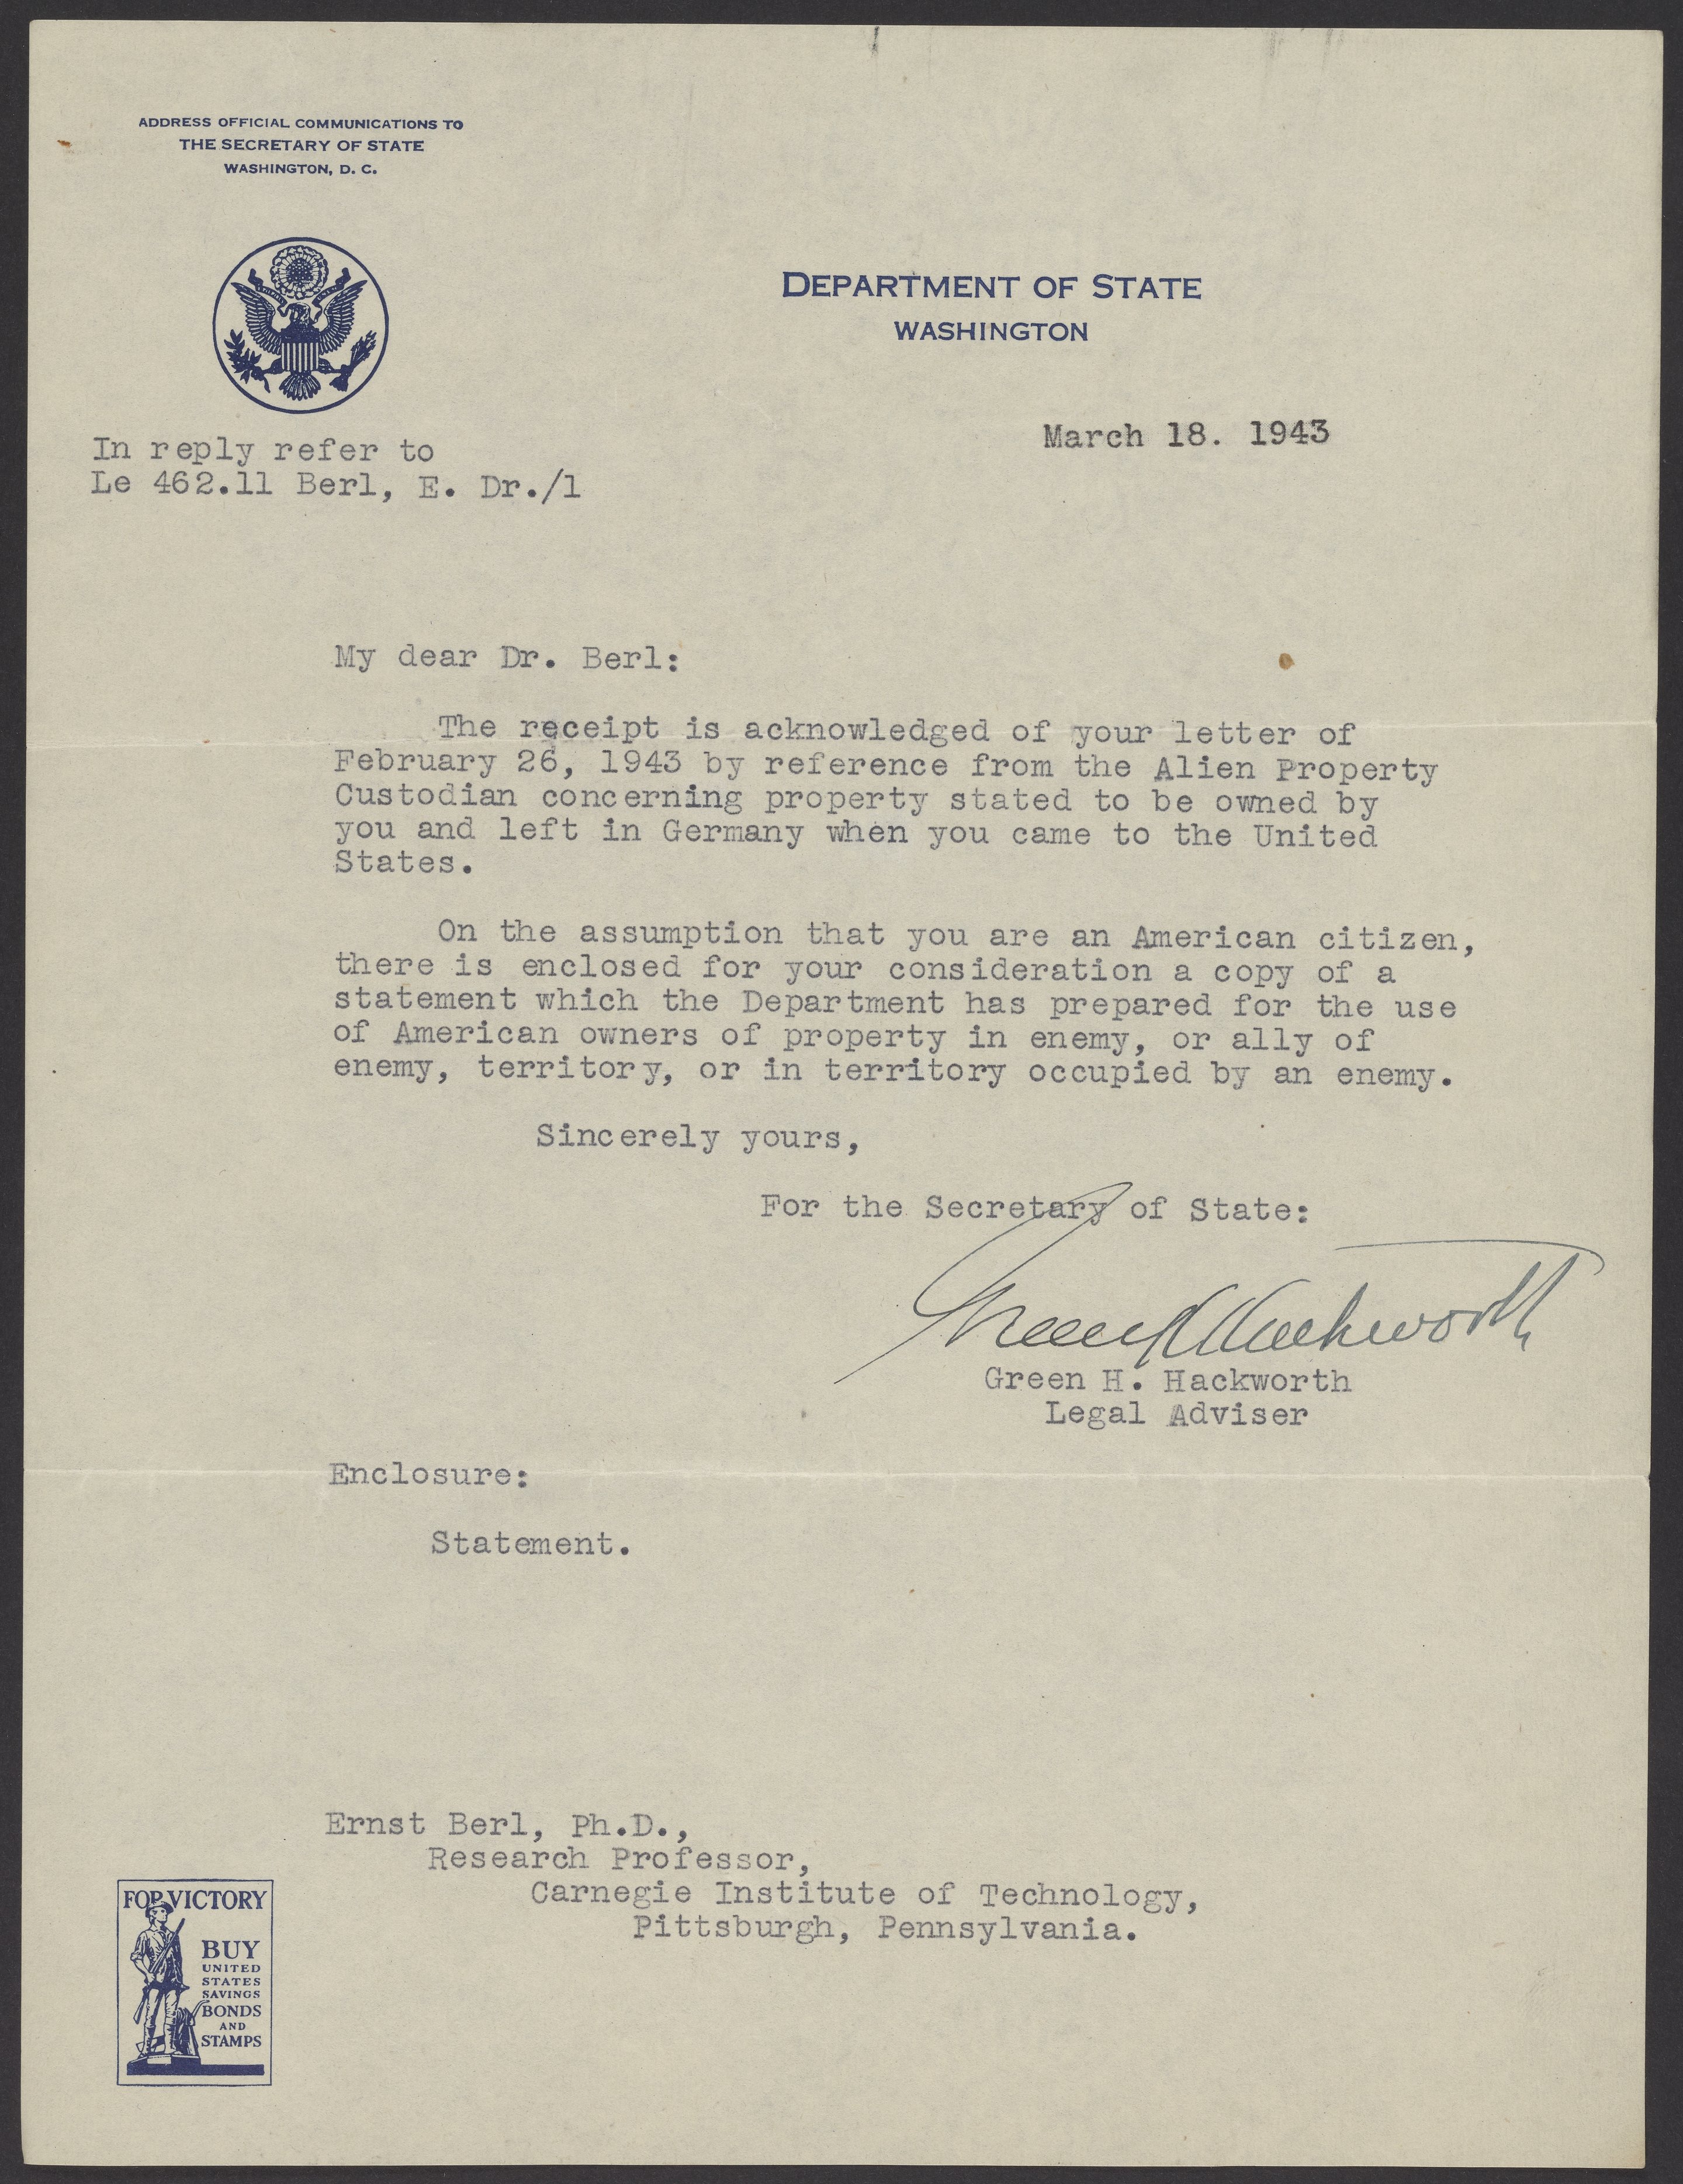 ADDRESS OFFICIAL COMMUNICATIONS TO
THE SECRETARY OF STATE
WASHINGTON, D. C.
DEPARTMENT OF STATE
WASHINGTON
March 18. 1943
In reply refer to
Le 462.11 Berl, E. Dr./1
My dear Dr. Berl:
The receipt is acknowledged of your letter of
February 26, 1943 by reference from the Alien Property
Custodian concerning property stated to be owned by
you and left in Germany when you came to the United
States.
On the assumption that you are an American citizen,
there is enclosed for your consideration a copy of a
statement which the Department has prepared for the use
of American owners of property in enemy, or ally of
enemy, territory, or in territory occupied by an enemy.
Sincerely yours,
For the Secretary of State:
Green H Hackworth
Green H. Hackworth
Legal Adviser
Enclosure:
Statement.
Ernst Berl, Ph.D.,
Research Professor,
Carnegie Institute of Technology,
Pittsburgh, Pennsylvania.
FOR VICTORY
BUY
UNITED
STATES
SAVINGS
BONDS
AND
STAMPS